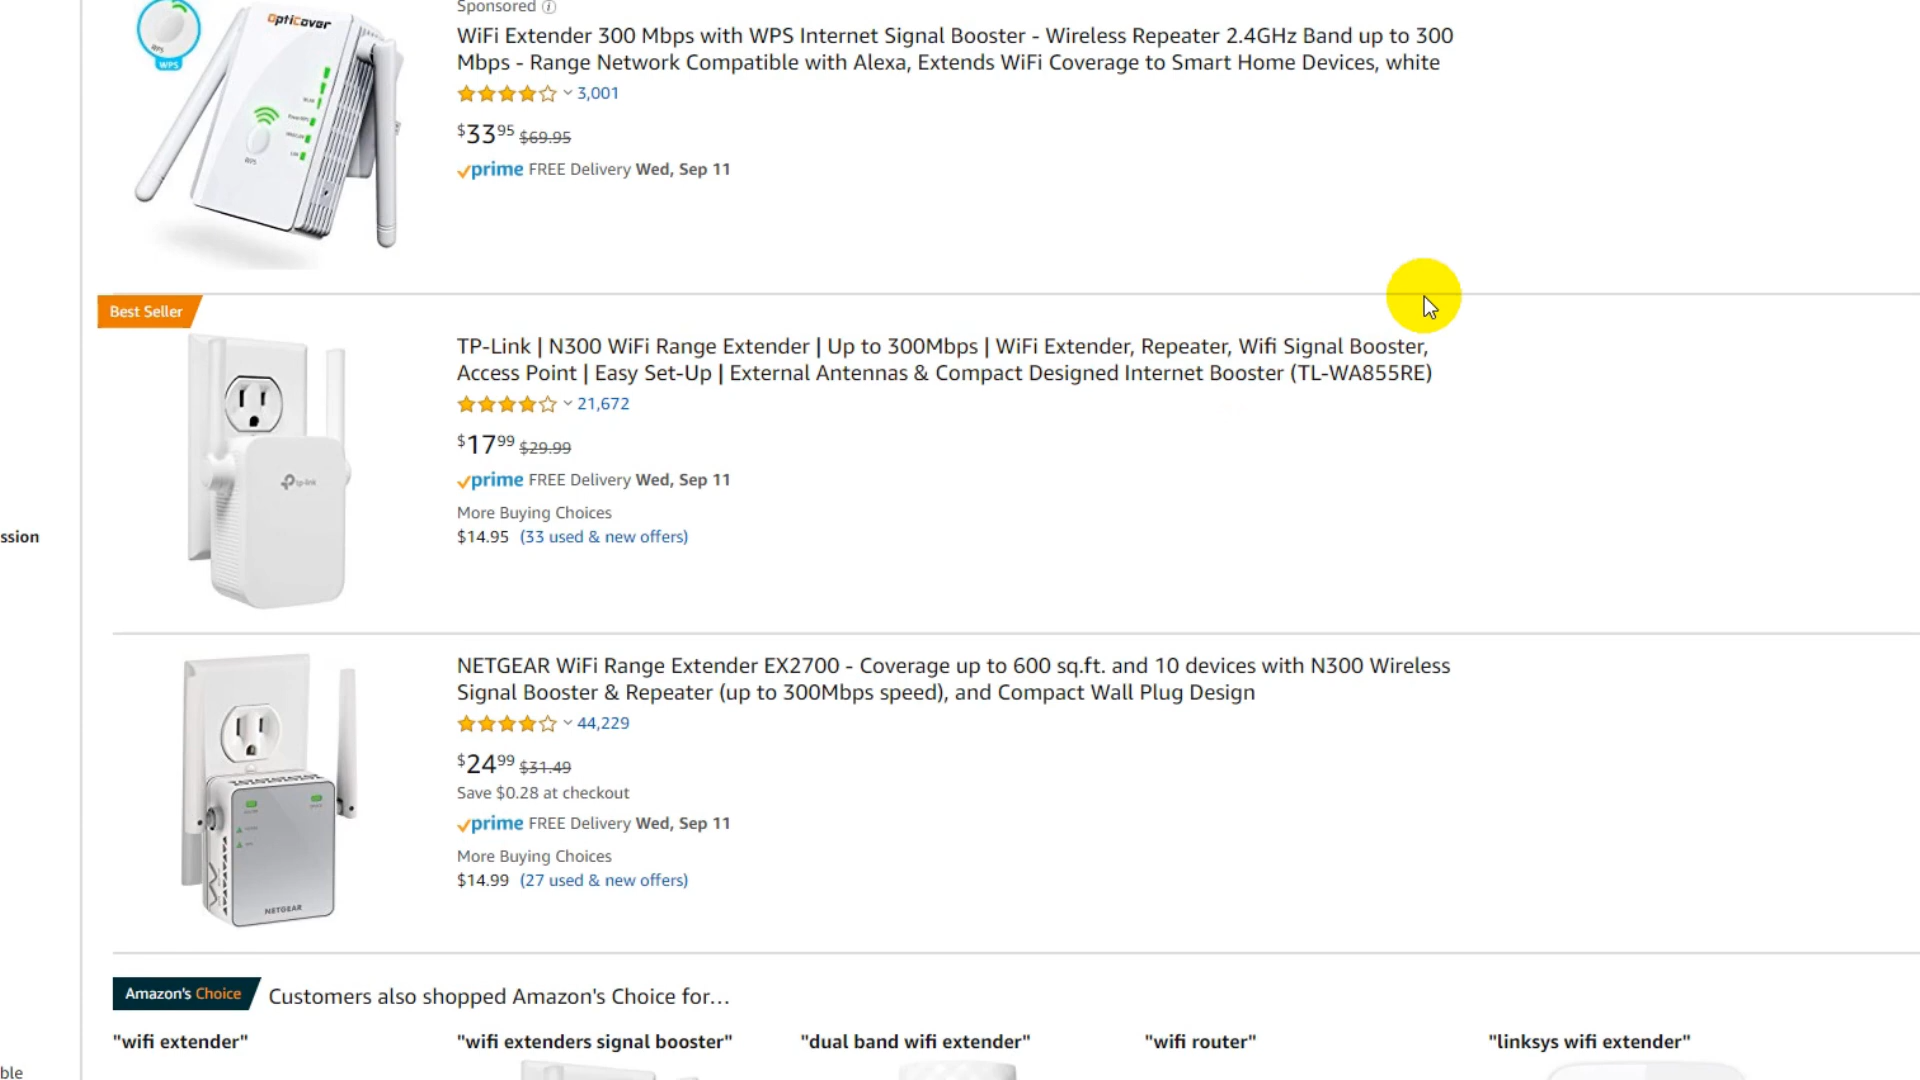 Sponsored
OptiCover
WPS
WiFi Extender 300 Mbps with WPS Internet Signal Booster - Wireless Repeater 2.4GHz Band up to 300
Mbps - Range Network Compatible with Alexa, Extends WiFi Coverage to Smart Home Devices, white
3,001
$33.95 $69.95
prime FREE Delivery Wed, Sep 11
Best Seller
TP-Link | N300 WiFi Range Extender | Up to 300Mbps | WiFi Extender, Repeater, Wifi Signal Booster,
Access Point | Easy Set-Up | External Antennas & Compact Designed Internet Booster (TL-WA855RE)
21,672
$17.99 $29.99
prime FREE Delivery Wed, Sep 11
tp-link
More Buying Choices
$14.95 (33 used & new offers)
ssion
NETGEAR WiFi Range Extender EX2700 - Coverage up to 600 sq.ft. and 10 devices with N300 Wireless
Signal Booster & Repeater (up to 300Mbps speed), and Compact Wall Plug Design
44,229
$24.99 $31.49
Save $0.28 at checkout
prime FREE Delivery Wed, Sep 11
More Buying Choices
$14.99 (27 used & new offers)
NETGEAR
Amazon's Choice Customers also shopped Amazon's Choice for…
"wifi extender" "wifi extenders signal booster" "dual band wifi extender" "wifi router" "linksys wifi extender"
ble